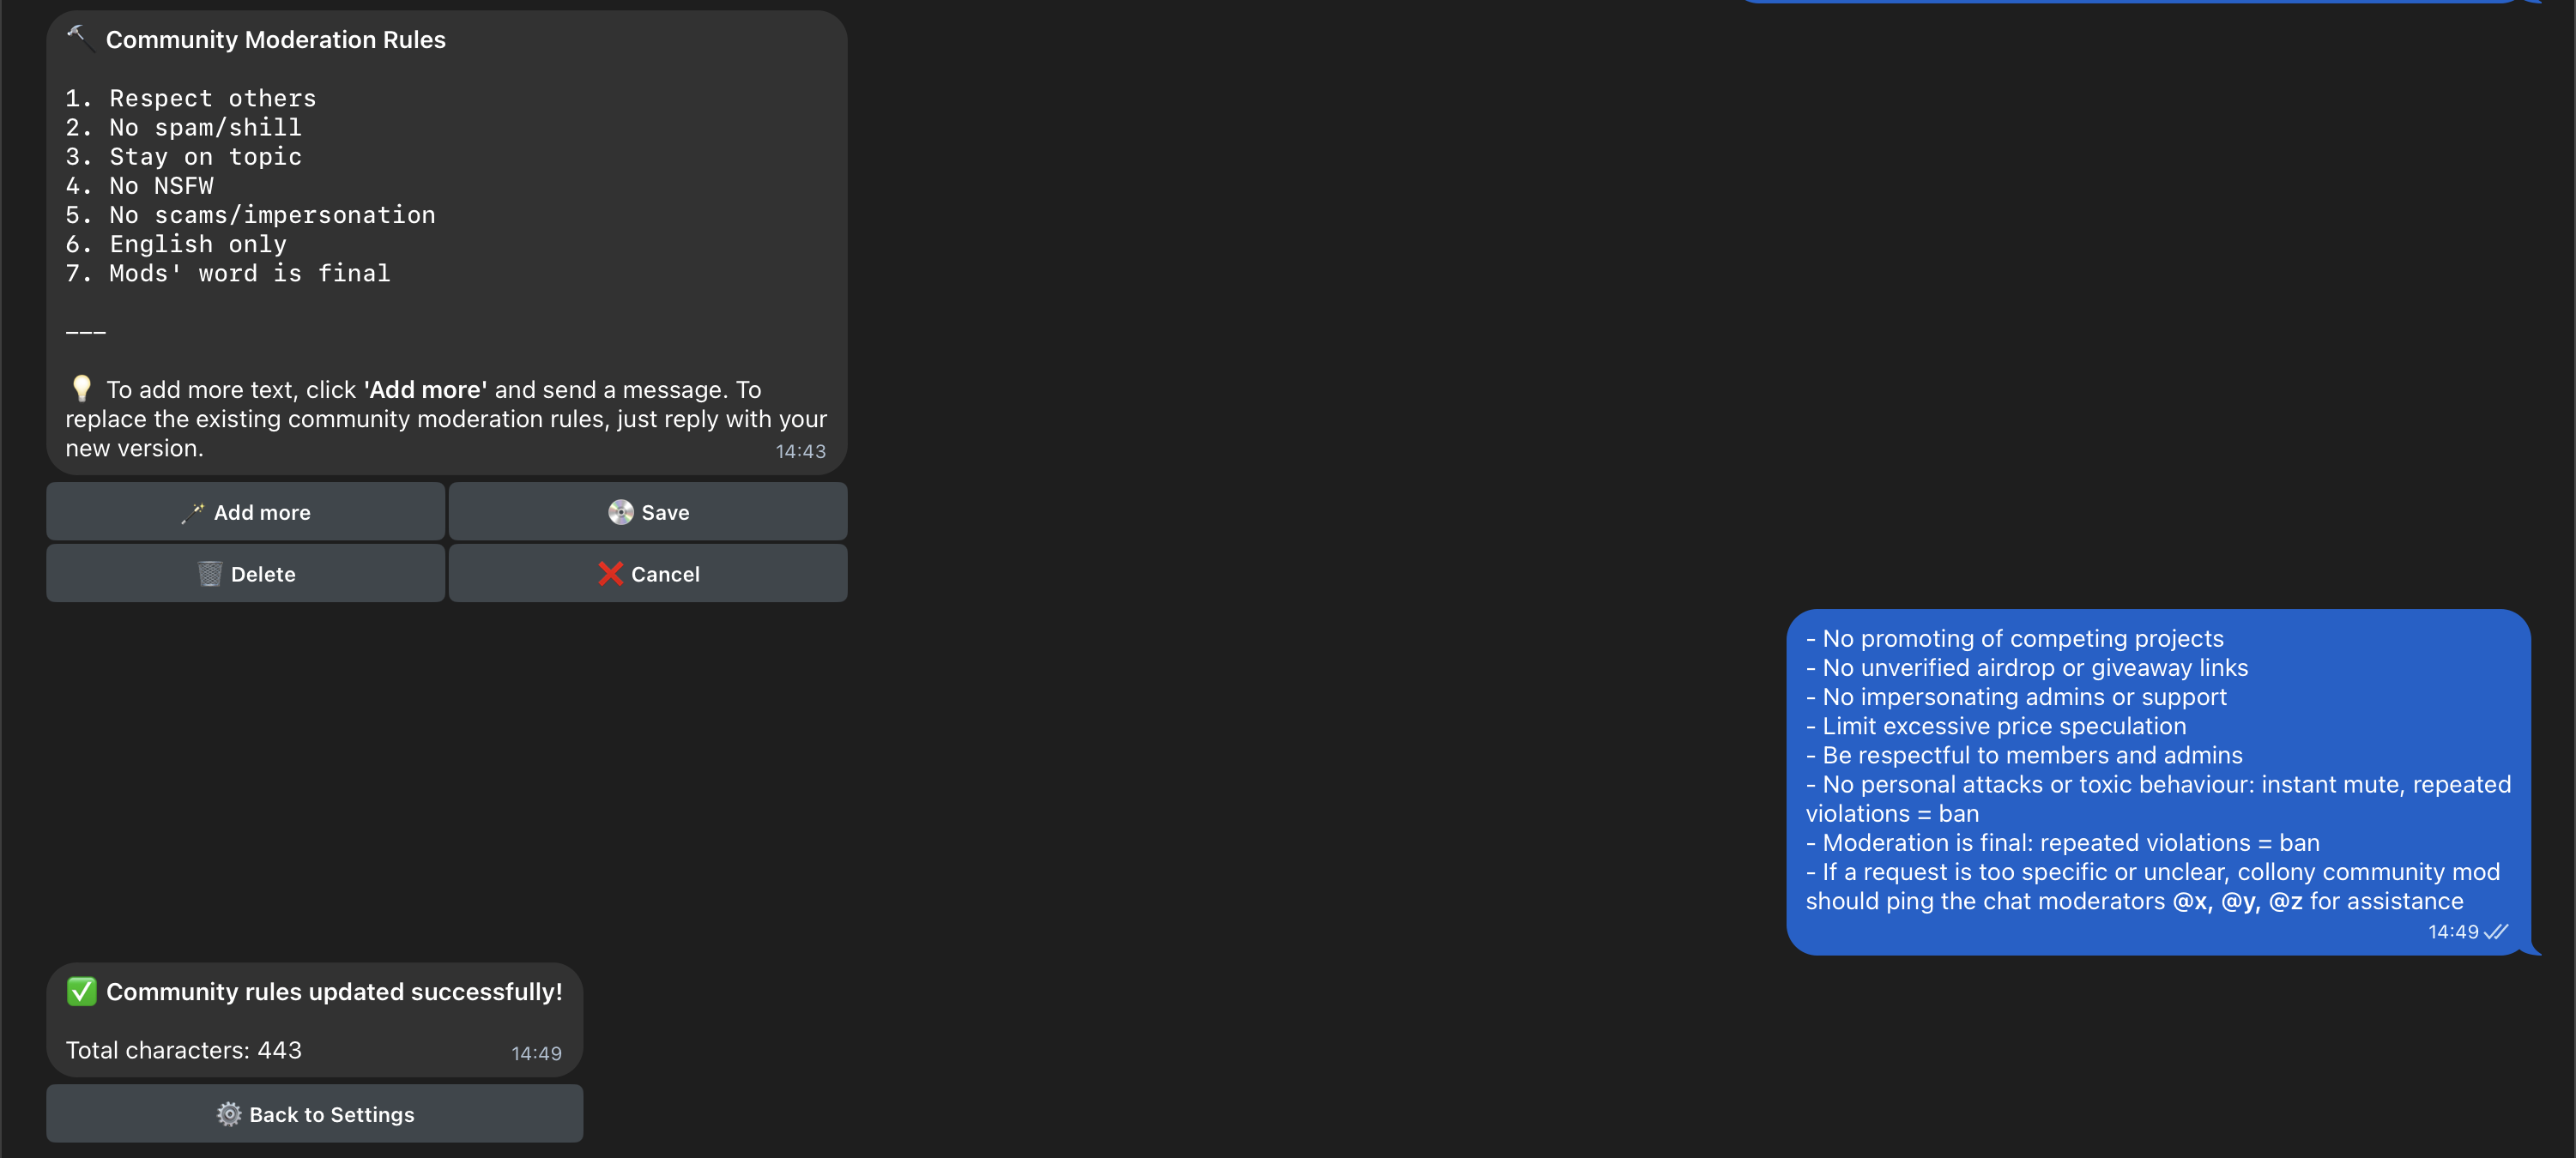 🔨 Community Moderation Rules
1. Respect others
2. No spam/shill
3. Stay on topic
4. No NSFW
5. No scams/impersonation
6. English only
7. Mods' word is final
---
💡 To add more text, click 'Add more' and send a message. To
replace the existing community moderation rules, just reply with your
new version.
14:43
Add more
Save
Delete
Cancel
- No promoting of competing projects
- No unverified airdrop or giveaway links
- No impersonating admins or support
- Limit excessive price speculation
- Be respectful to members and admins
- No personal attacks or toxic behaviour: instant mute, repeated
violations = ban
- Moderation is final: repeated violations = ban
- If a request is too specific or unclear, collony community mod
should ping the chat moderators @x, @y, @z for assistance
14:49
✅ Community rules updated successfully!
Total characters: 443
14:49
Back to Settings